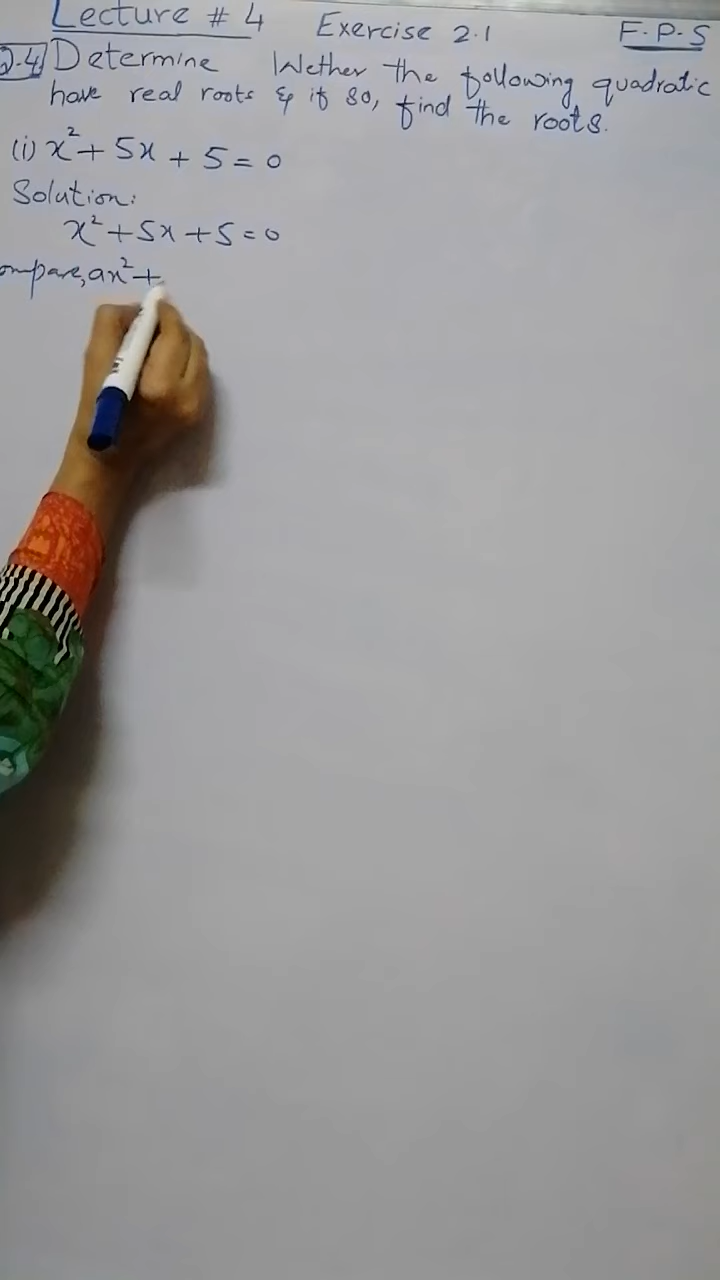 Lecture # 4 Exercise 2.1 F.P.S
Q.4 Determine Wether the following quadratic
have real roots & if so, find the roots.
(i) x² + 5x + 5 = 0
Solution:
x² + 5x + 5 = 0
ompare, ax² +